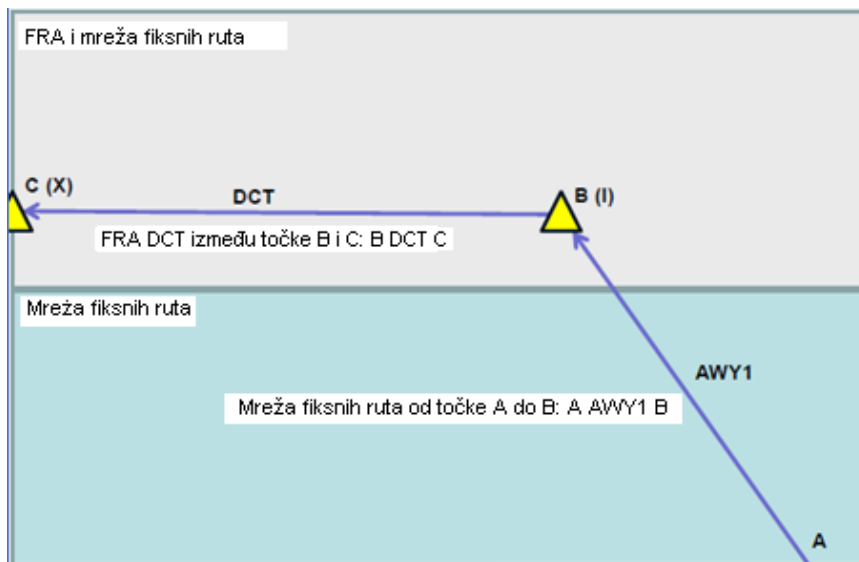 FRA i mreža fiksnih ruta
C (X)
DCT
B (I)
FRA DCT između točke B i C: B DCT C
Mreža fiksnih ruta
AWY1
Mreža fiksnih ruta od točke A do B: A AWY1 B
A